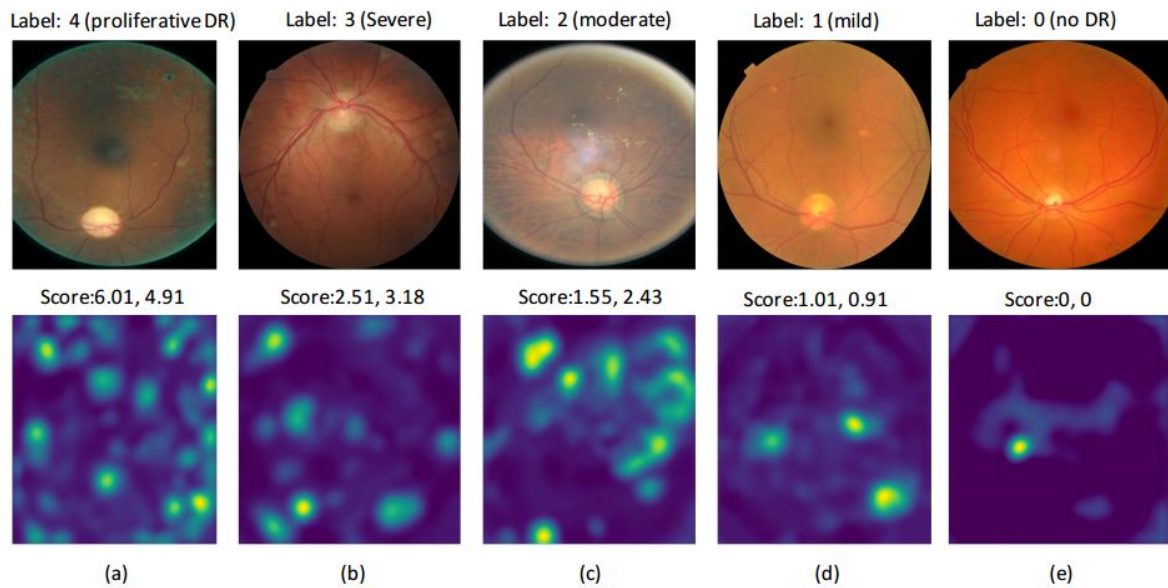 Label: 4 (proliferative DR) Label: 3 (Severe) Label: 2 (moderate) Label: 1 (mild) Label: 0 (no DR)
Score:6.01, 4.91 Score:2.51, 3.18 Score:1.55, 2.43 Score:1.01, 0.91 Score:0, 0
(a) (b) (c) (d) (e)